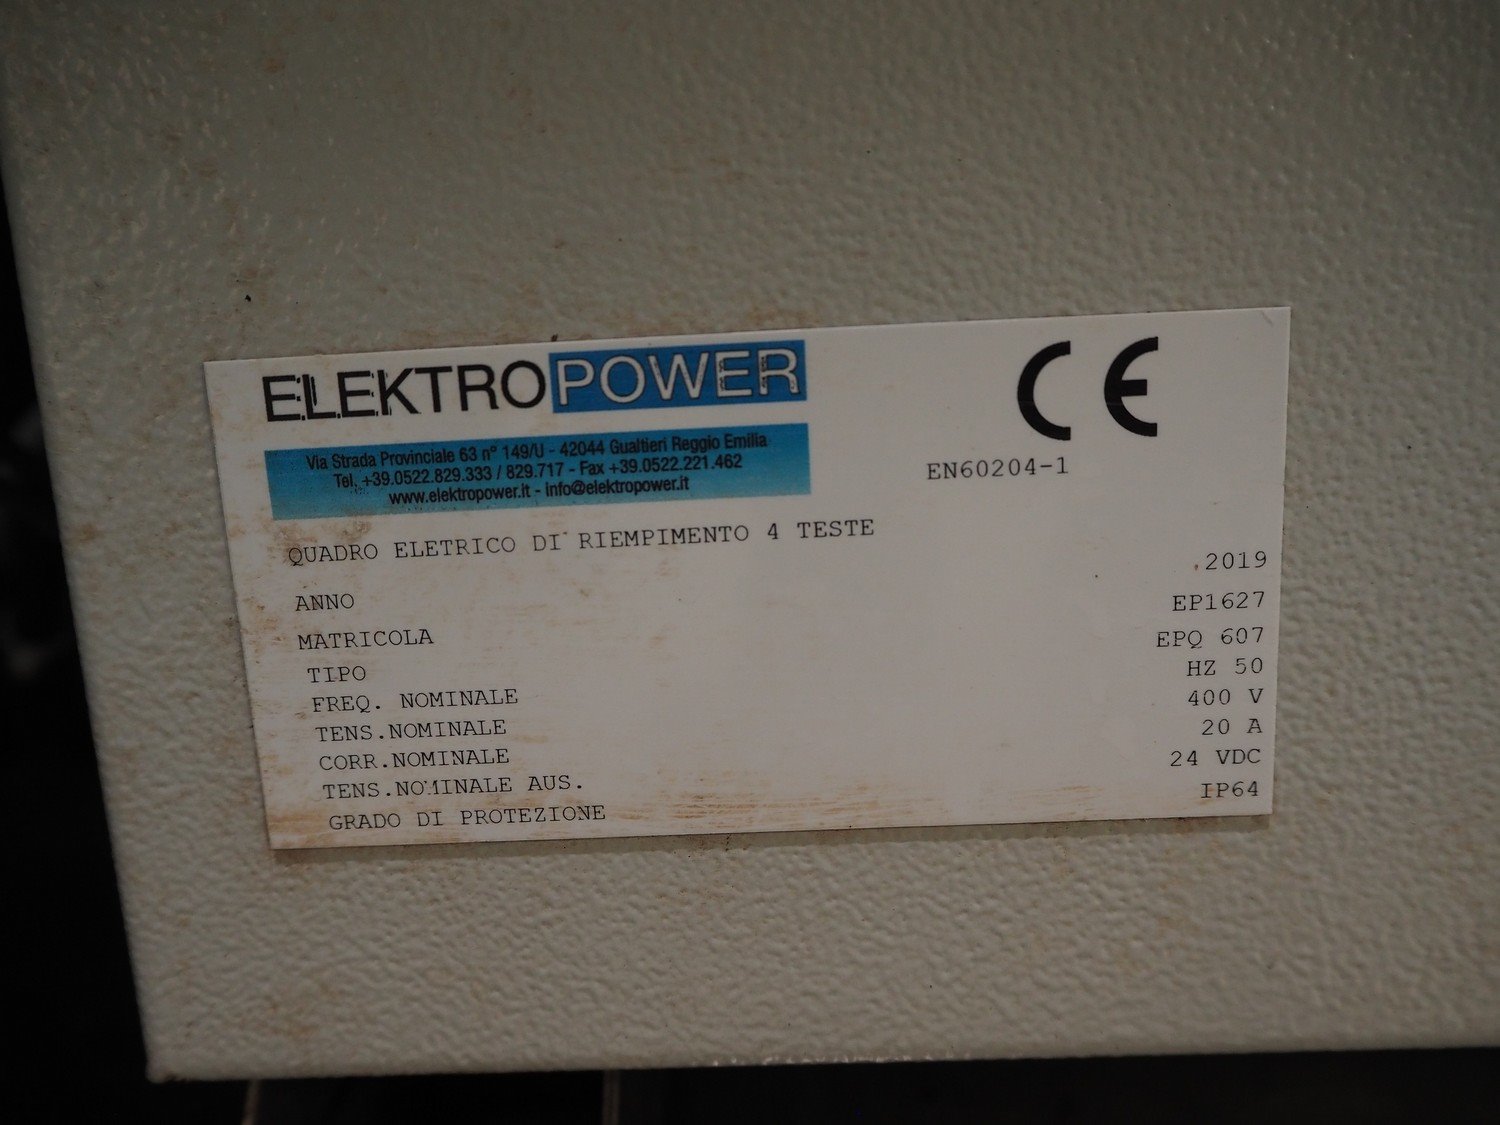 ELEKTROPOWER
Via Strada Provinciale 63 n° 149/U - 42044 Gualtieri Reggio Emilia
Tel. +39.0522.829.333 / 829.717 - Fax +39.0522.221.462
www.elektropower.it - info@elektropower.it
CE
EN60204-1
QUADRO ELETRICO DI RIEMPIMENTO 4 TESTE
ANNO 2019
MATRICOLA EP1627
TIPO EPQ 607
FREQ. NOMINALE HZ 50
TENS.NOMINALE 400 V
CORR.NOMINALE 20 A
TENS.NOMINALE AUS. 24 VDC
GRADO DI PROTEZIONE IP64